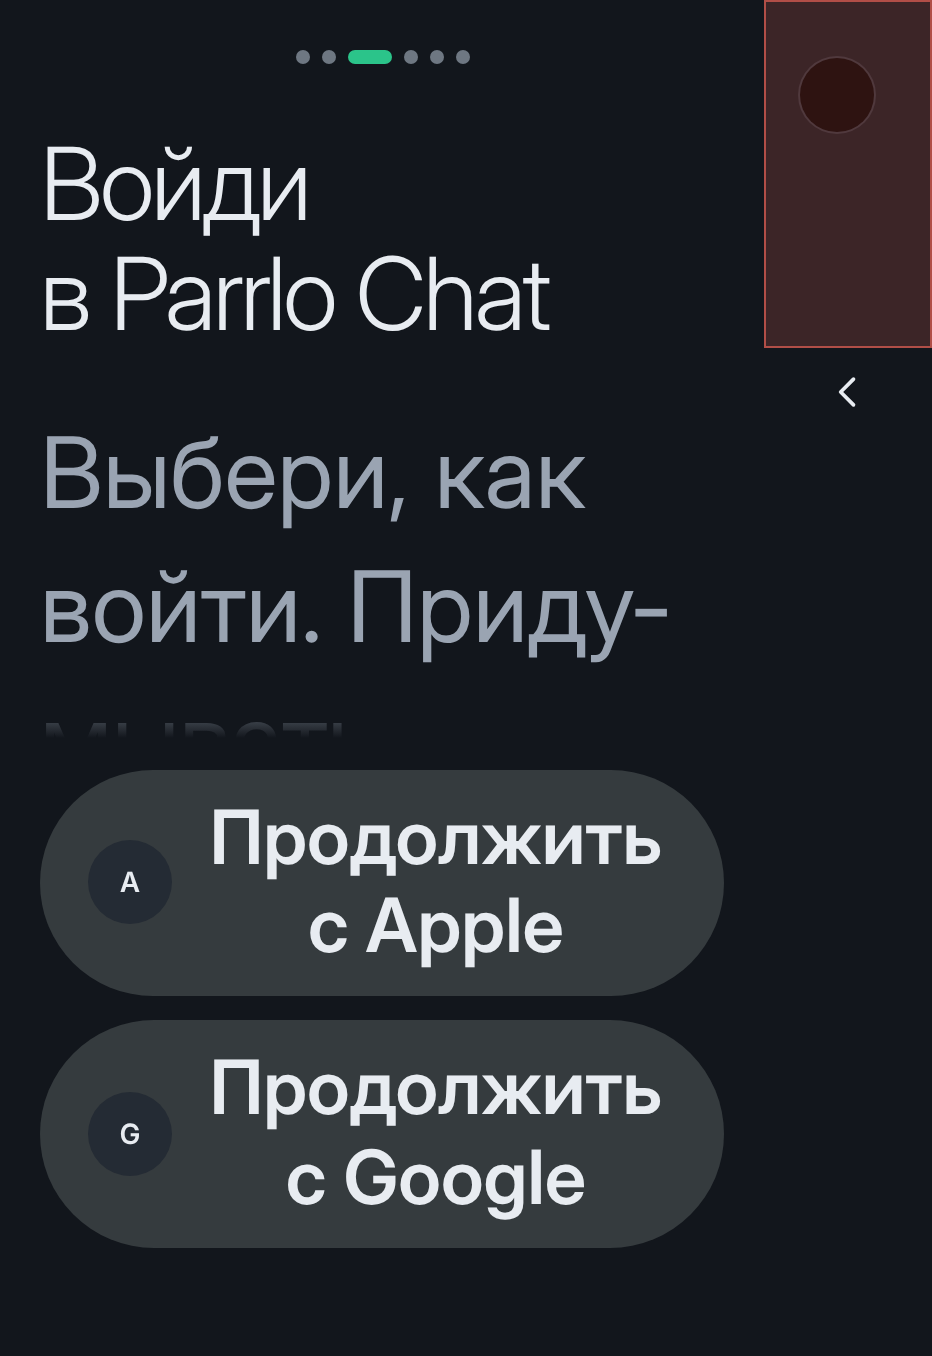 Войди
в Parrlo Chat
Выбери, как
войти. Приду-
A
Продолжить
с Apple
G
Продолжить
с Google